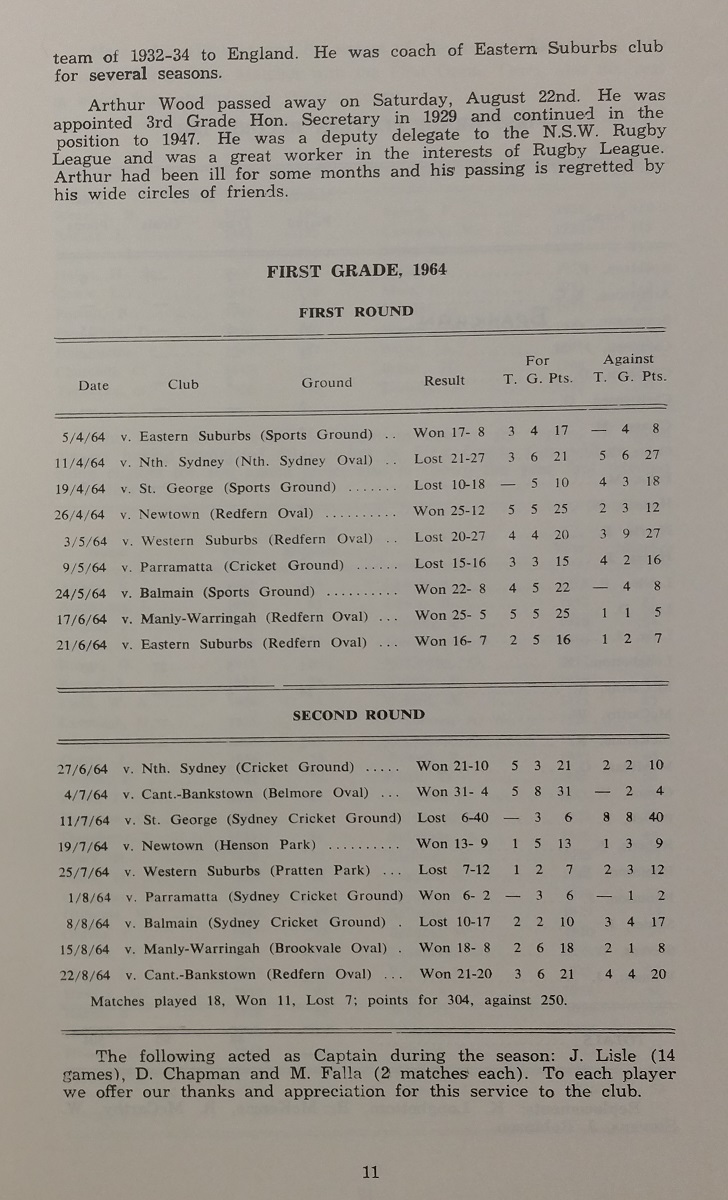 team of 1932-34 to England. He was coach of Eastern Suburbs club
for several seasons.
Arthur Wood passed away on Saturday, August 22nd. He was
appointed 3rd Grade Hon. Secretary in 1929 and continued in the
position to 1947. He was a deputy delegate to the N.S.W. Rugby
League and was a great worker in the interests of Rugby League.
Arthur had been ill for some months and his passing is regretted by
his wide circles of friends.
FIRST GRADE, 1964
FIRST ROUND
For Against
Date Club Ground Result T. G. Pts. T. G. Pts.
5/4/64 v. Eastern Suburbs (Sports Ground) .. Won 17- 8 3 4 17 — 4 8
11/4/64 v. Nth. Sydney (Nth. Sydney Oval) .. Lost 21-27 3 6 21 5 6 27
19/4/64 v. St. George (Sports Ground) ....... Lost 10-18 — 5 10 4 3 18
26/4/64 v. Newtown (Redfern Oval) .......... Won 25-12 5 5 25 2 3 12
3/5/64 v. Western Suburbs (Redfern Oval) .. Lost 20-27 4 4 20 3 9 27
9/5/64 v. Parramatta (Cricket Ground) ...... Lost 15-16 3 3 15 4 2 16
24/5/64 v. Balmain (Sports Ground) .......... Won 22- 8 4 5 22 — 4 8
17/6/64 v. Manly-Warringah (Redfern Oval) ... Won 25- 5 5 5 25 1 1 5
21/6/64 v. Eastern Suburbs (Redfern Oval) ... Won 16- 7 2 5 16 1 2 7
SECOND ROUND
27/6/64 v. Nth. Sydney (Cricket Ground) ..... Won 21-10 5 3 21 2 2 10
4/7/64 v. Cant.-Bankstown (Belmore Oval) ... Won 31- 4 5 8 31 — 2 4
11/7/64 v. St. George (Sydney Cricket Ground) Lost 6-40 — 3 6 8 8 40
19/7/64 v. Newtown (Henson Park) .......... Won 13- 9 1 5 13 1 3 9
25/7/64 v. Western Suburbs (Pratten Park) ... Lost 7-12 1 2 7 2 3 12
1/8/64 v. Parramatta (Sydney Cricket Ground) Won 6- 2 — 3 6 — 1 2
8/8/64 v. Balmain (Sydney Cricket Ground) . Lost 10-17 2 2 10 3 4 17
15/8/64 v. Manly-Warringah (Brookvale Oval) . Won 18- 8 2 6 18 2 1 8
22/8/64 v. Cant.-Bankstown (Redfern Oval) ... Won 21-20 3 6 21 4 4 20
Matches played 18, Won 11, Lost 7; points for 304, against 250.
The following acted as Captain during the season: J. Lisle (14
games), D. Chapman and M. Falla (2 matches each). To each player
we offer our thanks and appreciation for this service to the club.
11